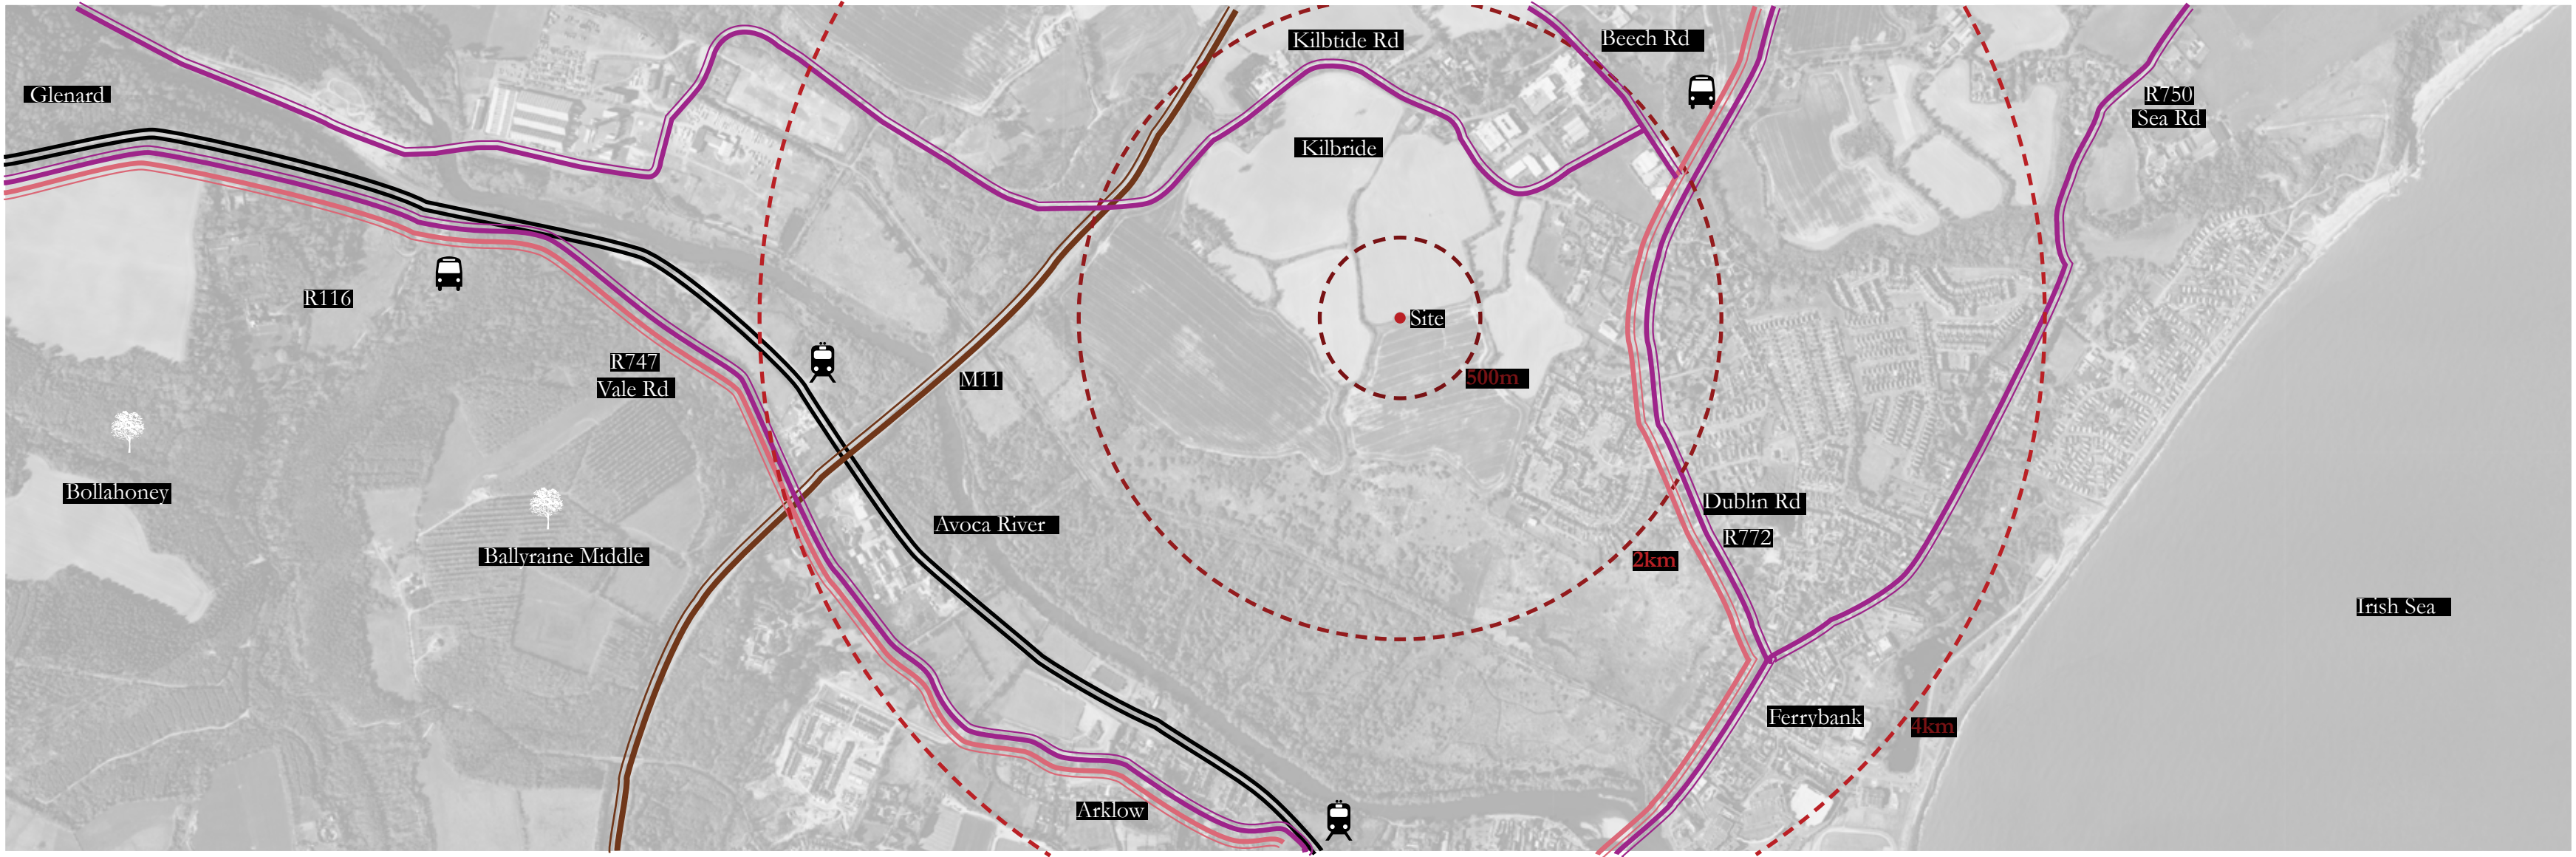 Kilbtide Rd
Beech Rd
Glenard
R750
Sea Rd
Kilbride
R116
Site
R747
Vale Rd
M11
500m
Bollahoney
Dublin Rd
Avoca River
R772
Ballyraine Middle
2km
Irish Sea
Ferrybank
4km
Arklow